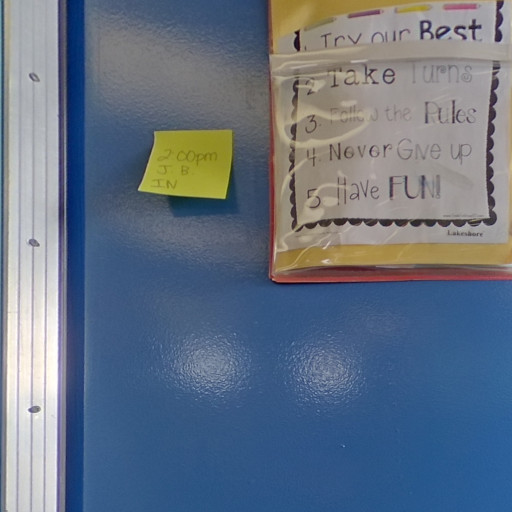 2:00pm
J.B.
IN
1. Try our Best
2. Take Turns
3. Follow the Rules
4 Never Give up
5. Have FUN!
Lakeshore